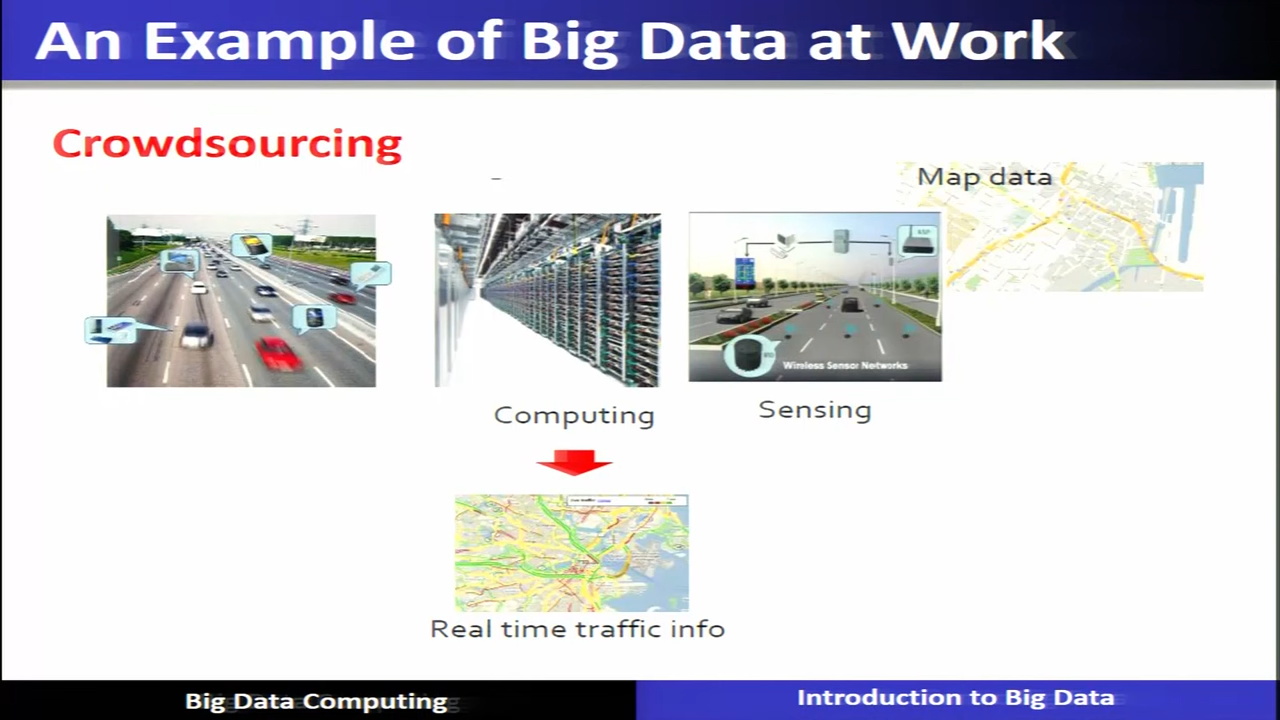 An Example of Big Data at Work
Crowdsourcing
Map data
Wireless Sensor Networks
Computing
Sensing
Real time traffic info
Big Data Computing
Introduction to Big Data